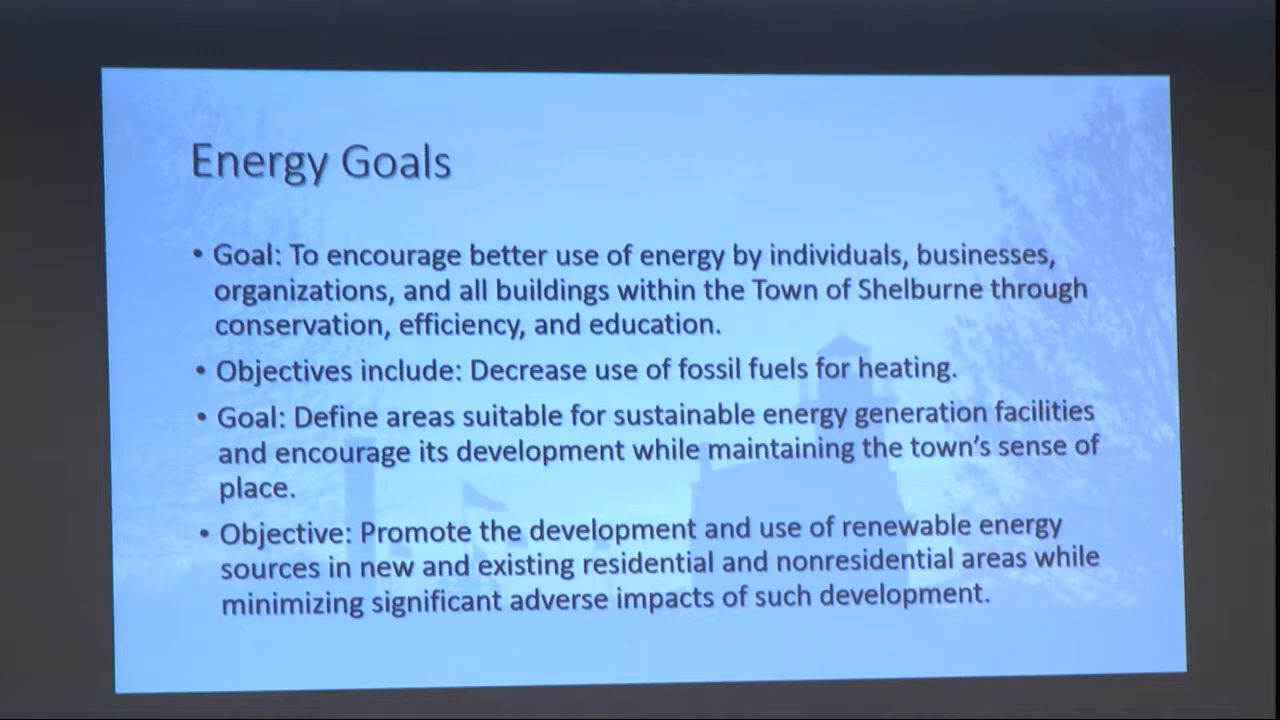 Energy Goals
• Goal: To encourage better use of energy by individuals, businesses,
organizations, and all buildings within the Town of Shelburne through
conservation, efficiency, and education.
• Objectives include: Decrease use of fossil fuels for heating.
• Goal: Define areas suitable for sustainable energy generation facilities
and encourage its development while maintaining the town's sense of
place.
• Objective: Promote the development and use of renewable energy
sources in new and existing residential and nonresidential areas while
minimizing significant adverse impacts of such development.